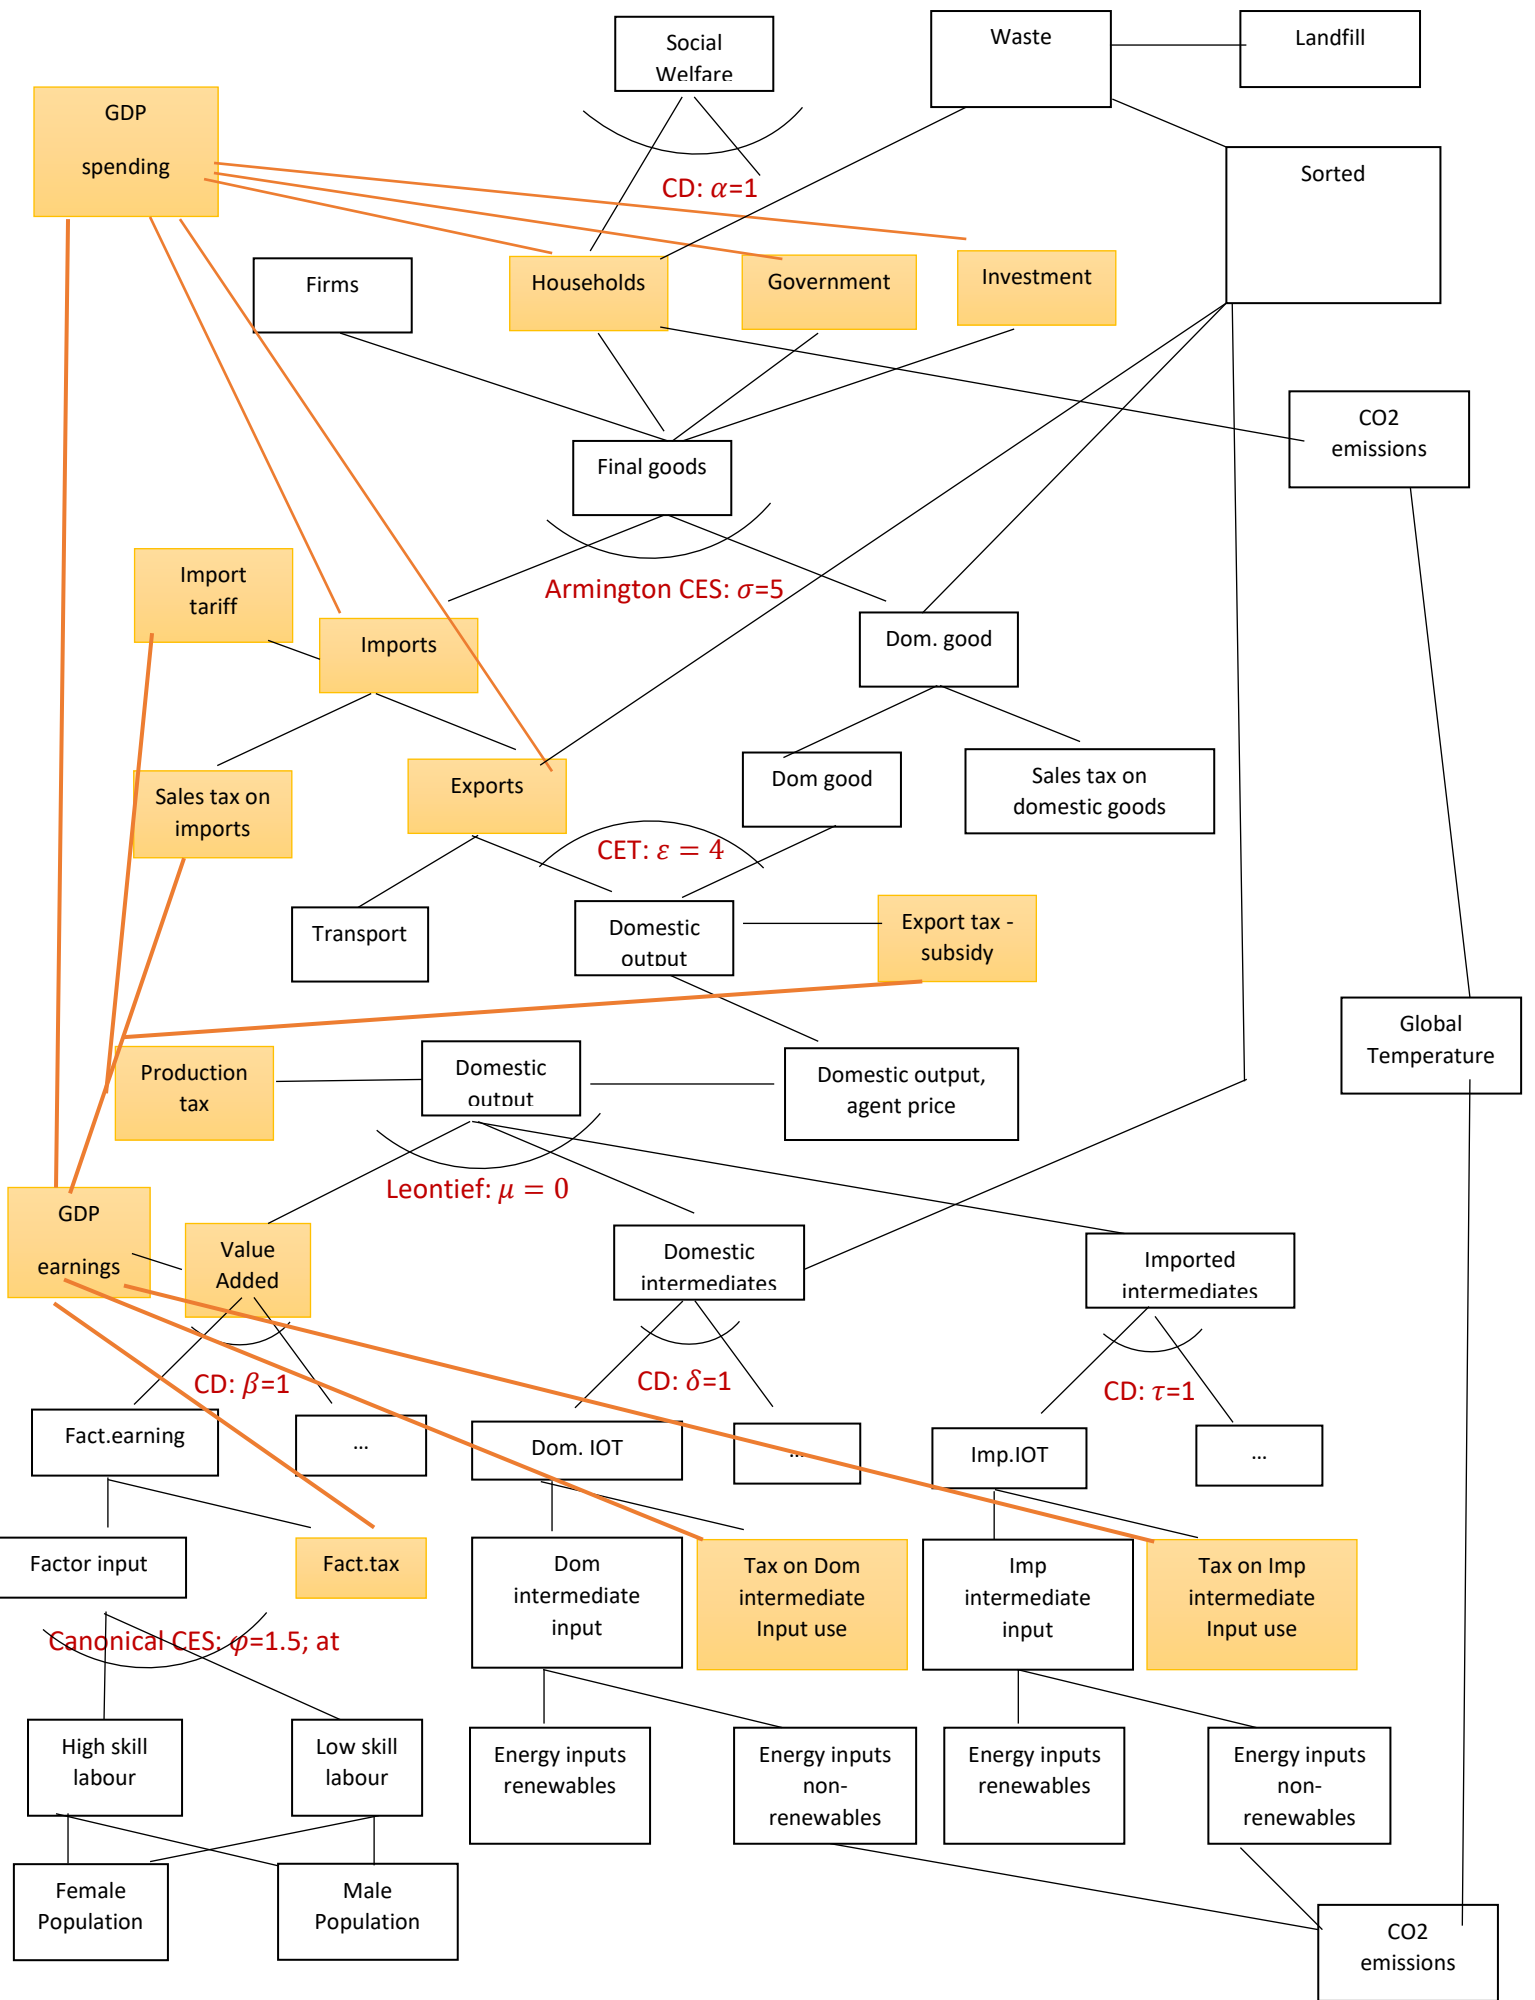 Social
Welfare
Waste
Landfill
GDP
spending
CD: α=1
Sorted
Firms
Households
Government
Investment
CO2
emissions
Final goods
Armington CES: σ=5
Import
tariff
Imports
Dom. good
Sales tax on
imports
Exports
Dom good
Sales tax on
domestic goods
CET: ε = 4
Transport
Domestic
output
Export tax -
subsidy
Global
Temperature
Production
tax
Domestic
output
Domestic output,
agent price
Leontief: μ = 0
GDP
earnings
Value
Added
Domestic
intermediates
Imported
intermediates
CD: β=1
CD: δ=1
CD: τ=1
Fact.earning
...
Dom. IOT
...
Imp.IOT
...
Factor input
Fact.tax
Dom
intermediate
input
Tax on Dom
intermediate
Input use
Imp
intermediate
input
Tax on Imp
intermediate
Input use
Canonical CES: φ=1.5; at
High skill
labour
Low skill
labour
Energy inputs
renewables
Energy inputs
non-
renewables
Energy inputs
renewables
Energy inputs
non-
renewables
Female
Population
Male
Population
CO2
emissions